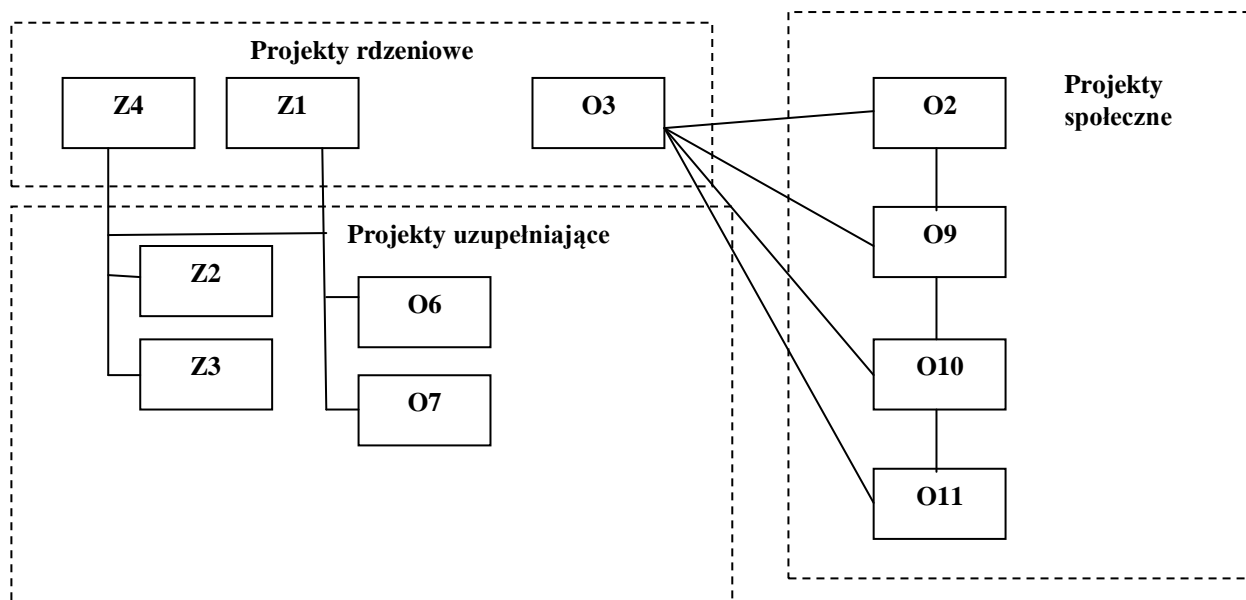 Projekty rdzeniowe
Z4
Z1
O3
Projekty uzupełniające
Z2
O6
Z3
O7
Projekty
społeczne
O2
O9
O10
O11